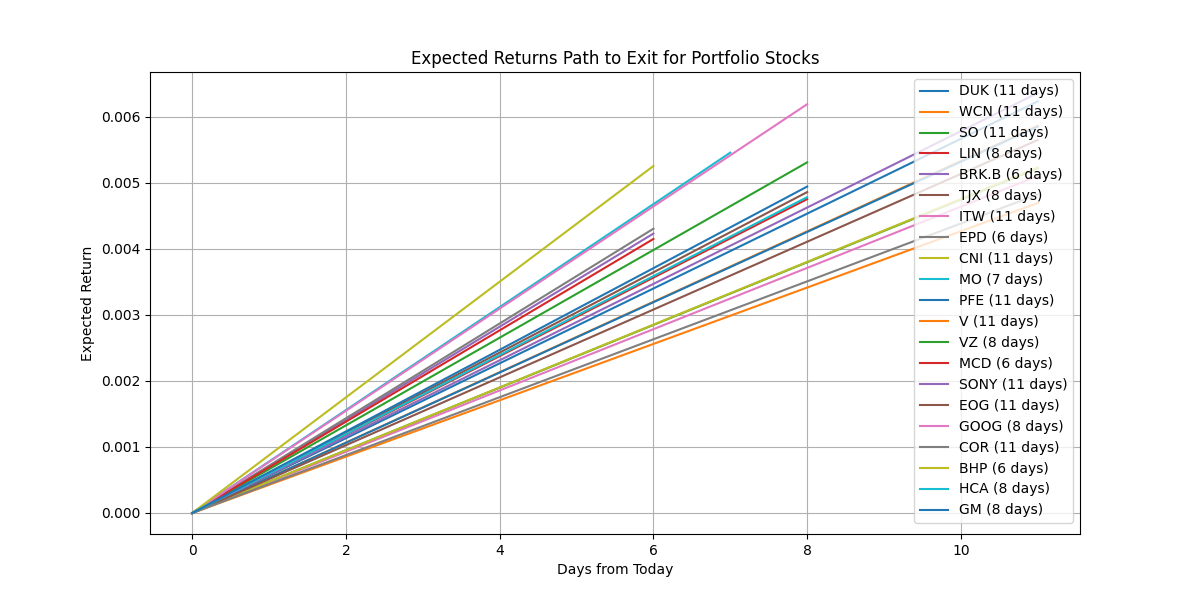 Expected Returns Path to Exit for Portfolio Stocks
Expected Return
0.006
0.005
0.004
0.003
0.002
0.001
0.000
0 2 4 6 8 10
Days from Today
DUK (11 days)
WCN (11 days)
SO (11 days)
LIN (8 days)
BRK.B (6 days)
TJX (8 days)
ITW (11 days)
EPD (6 days)
CNI (11 days)
MO (7 days)
PFE (11 days)
V (11 days)
VZ (8 days)
MCD (6 days)
SONY (11 days)
EOG (11 days)
GOOG (8 days)
COR (11 days)
BHP (6 days)
HCA (8 days)
GM (8 days)